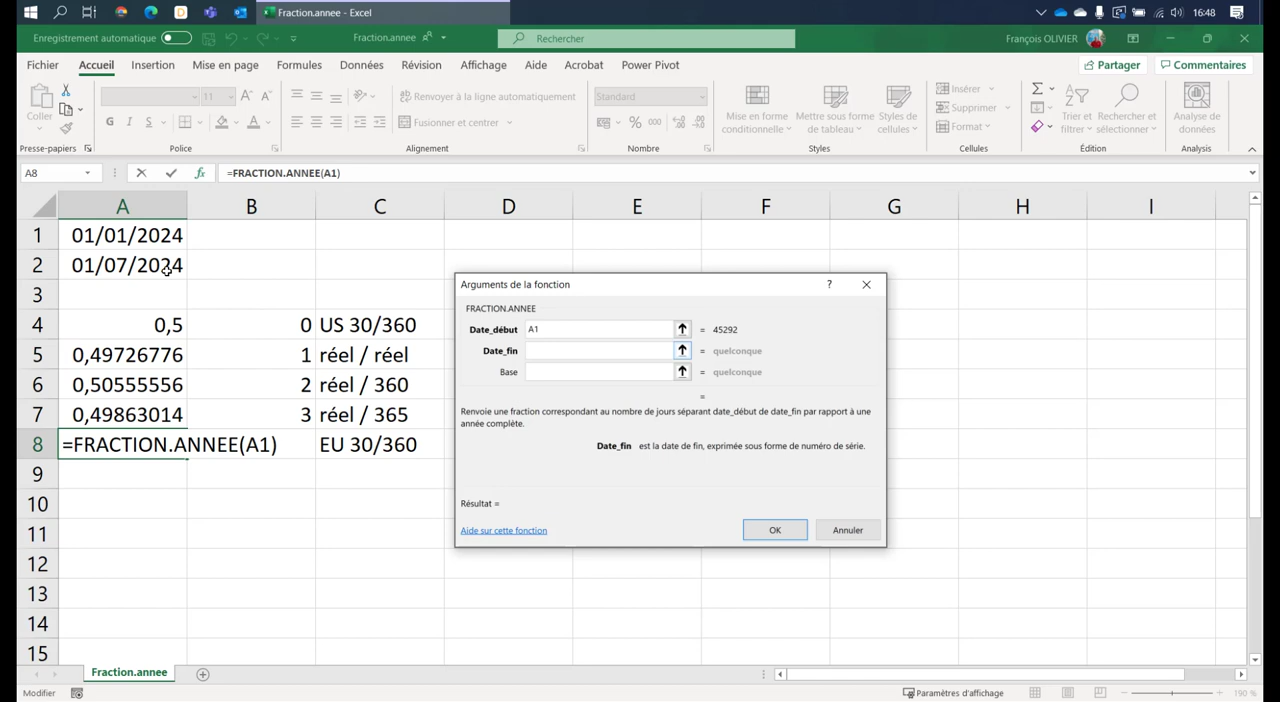 Fraction.annee - Excel
16:48
Enregistrement automatique
Fraction.annee
Rechercher
François OLIVIER
Fichier
Accueil
Insertion
Mise en page
Formules
Données
Révision
Affichage
Aide
Acrobat
Power Pivot
Partager
Commentaires
Coller
11
G I S
Renvoyer à la ligne automatiquement
Fusionner et centrer
Standard
% 000
Mise en forme
conditionnelle
Mettre sous forme
de tableau
Styles de
cellules
Insérer
Supprimer
Format
Trier et
filtrer
Rechercher et
sélectionner
Analyse de
données
Presse-papiers
Police
Alignement
Nombre
Styles
Cellules
Édition
Analysis
A8
fx
=FRACTION.ANNEE(A1)
A B C D E F G H I
1 01/01/2024
2 01/07/2024
3
4 0,5 0 US 30/360
5 0,49726776 1 réel / réel
6 0,50555556 2 réel / 360
7 0,49863014 3 réel / 365
8 =FRACTION.ANNEE(A1) EU 30/360
9
10
11
12
13
14
15
Arguments de la fonction
?
FRACTION.ANNEE
Date_début A1 = 45292
Date_fin = quelconque
Base = quelconque
=
Renvoie une fraction correspondant au nombre de jours séparant date_début de date_fin par rapport à une
année complète.
Date_fin est la date de fin, exprimée sous forme de numéro de série.
Résultat =
Aide sur cette fonction
OK
Annuler
Fraction.annee
Modifier
Paramètres d'affichage
190 %